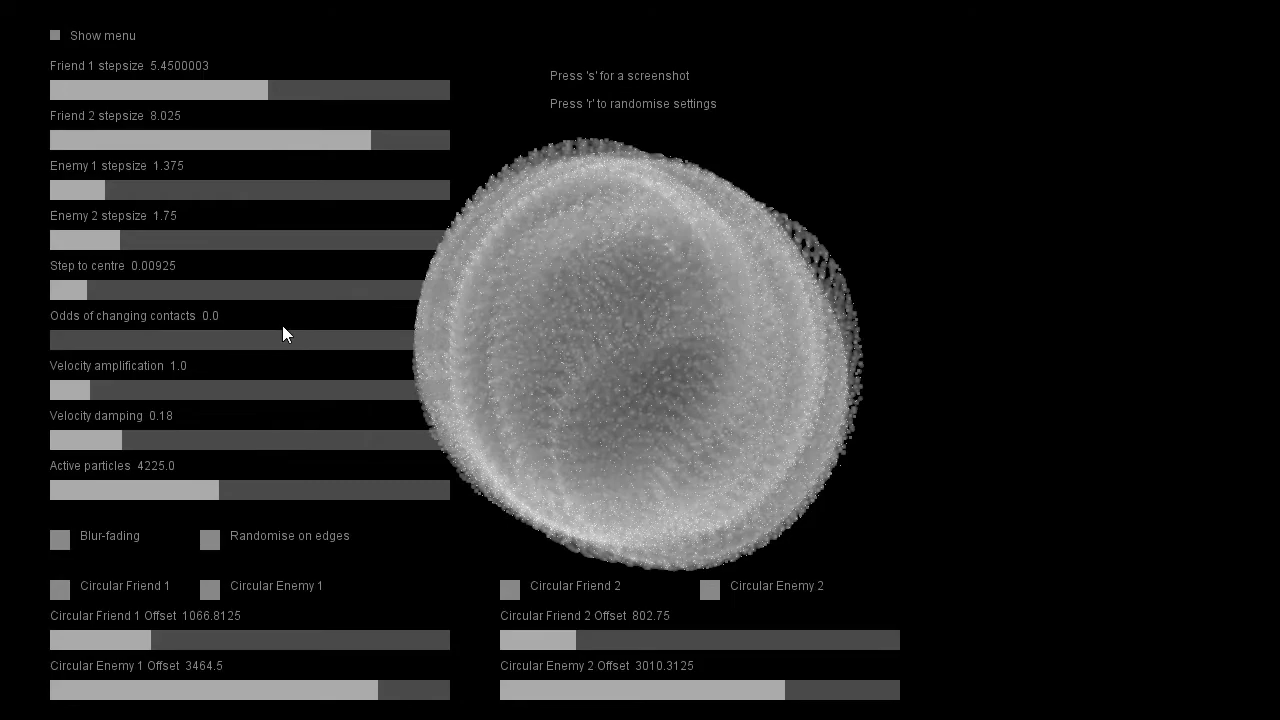 Show menu
Friend 1 stepsize 5.4500003
Press 's' for a screenshot
Press 'r' to randomise settings
Friend 2 stepsize 8.025
Enemy 1 stepsize 1.375
Enemy 2 stepsize 1.75
Step to centre 0.00925
Odds of changing contacts 0.0
Velocity amplification 1.0
Velocity damping 0.18
Active particles 4225.0
Blur-fading Randomise on edges
Circular Friend 1 Circular Enemy 1 Circular Friend 2 Circular Enemy 2
Circular Friend 1 Offset 1066.8125 Circular Friend 2 Offset 802.75
Circular Enemy 1 Offset 3464.5 Circular Enemy 2 Offset 3010.3125